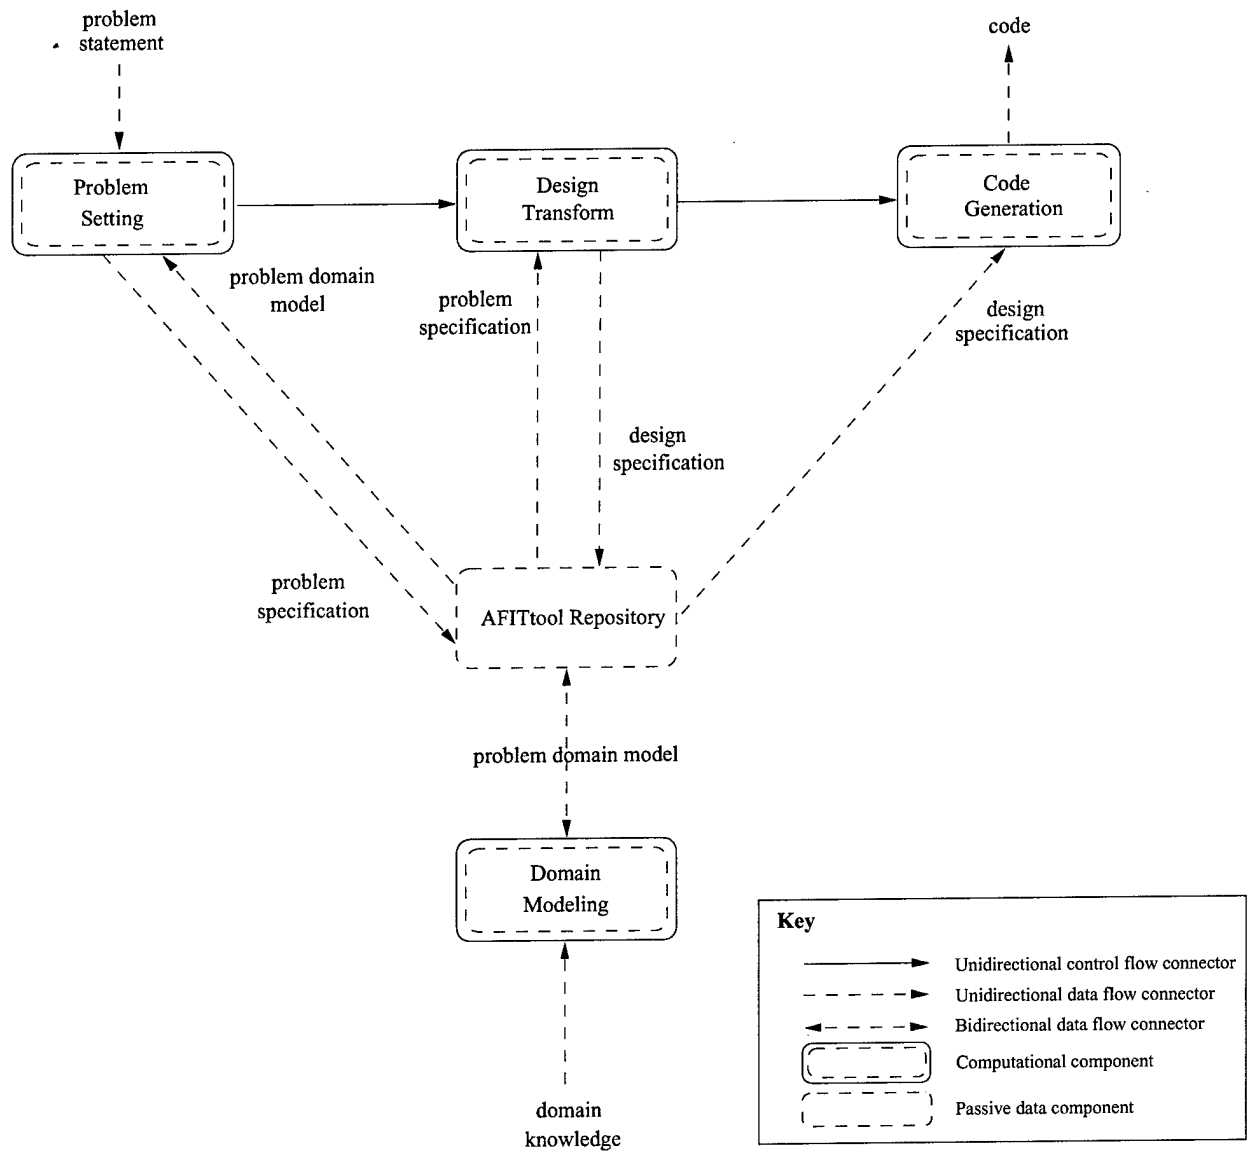 problem
statement
code
Problem
Setting
Design
Transform
Code
Generation
problem domain
model
problem
specification
design
specification
design
specification
problem
specification
AFITtool Repository
problem domain model
Domain
Modeling
domain
knowledge
Key
Unidirectional control flow connector
Unidirectional data flow connector
Bidirectional data flow connector
Computational component
Passive data component